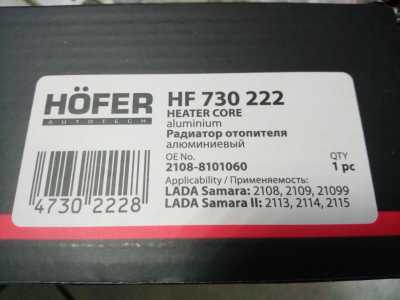 HÖFER
AUTOTECH
HF 730 222
HEATER CORE
aluminium
Радиатор отопителя
алюминиевый
OE No.
QTY
2108-8101060
1 pc
Applicability / Применяемость:
LADA Samara: 2108, 2109, 21099
LADA Samara II: 2113, 2114, 2115
4730 2228